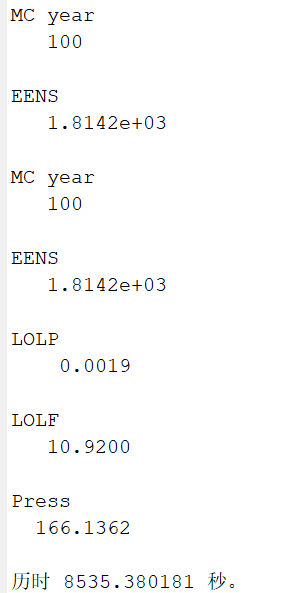 MC year
100
EENS
1.8142e+03
MC year
100
EENS
1.8142e+03
LOLP
0.0019
LOLF
10.9200
Press
166.1362
历时 8535.380181 秒。